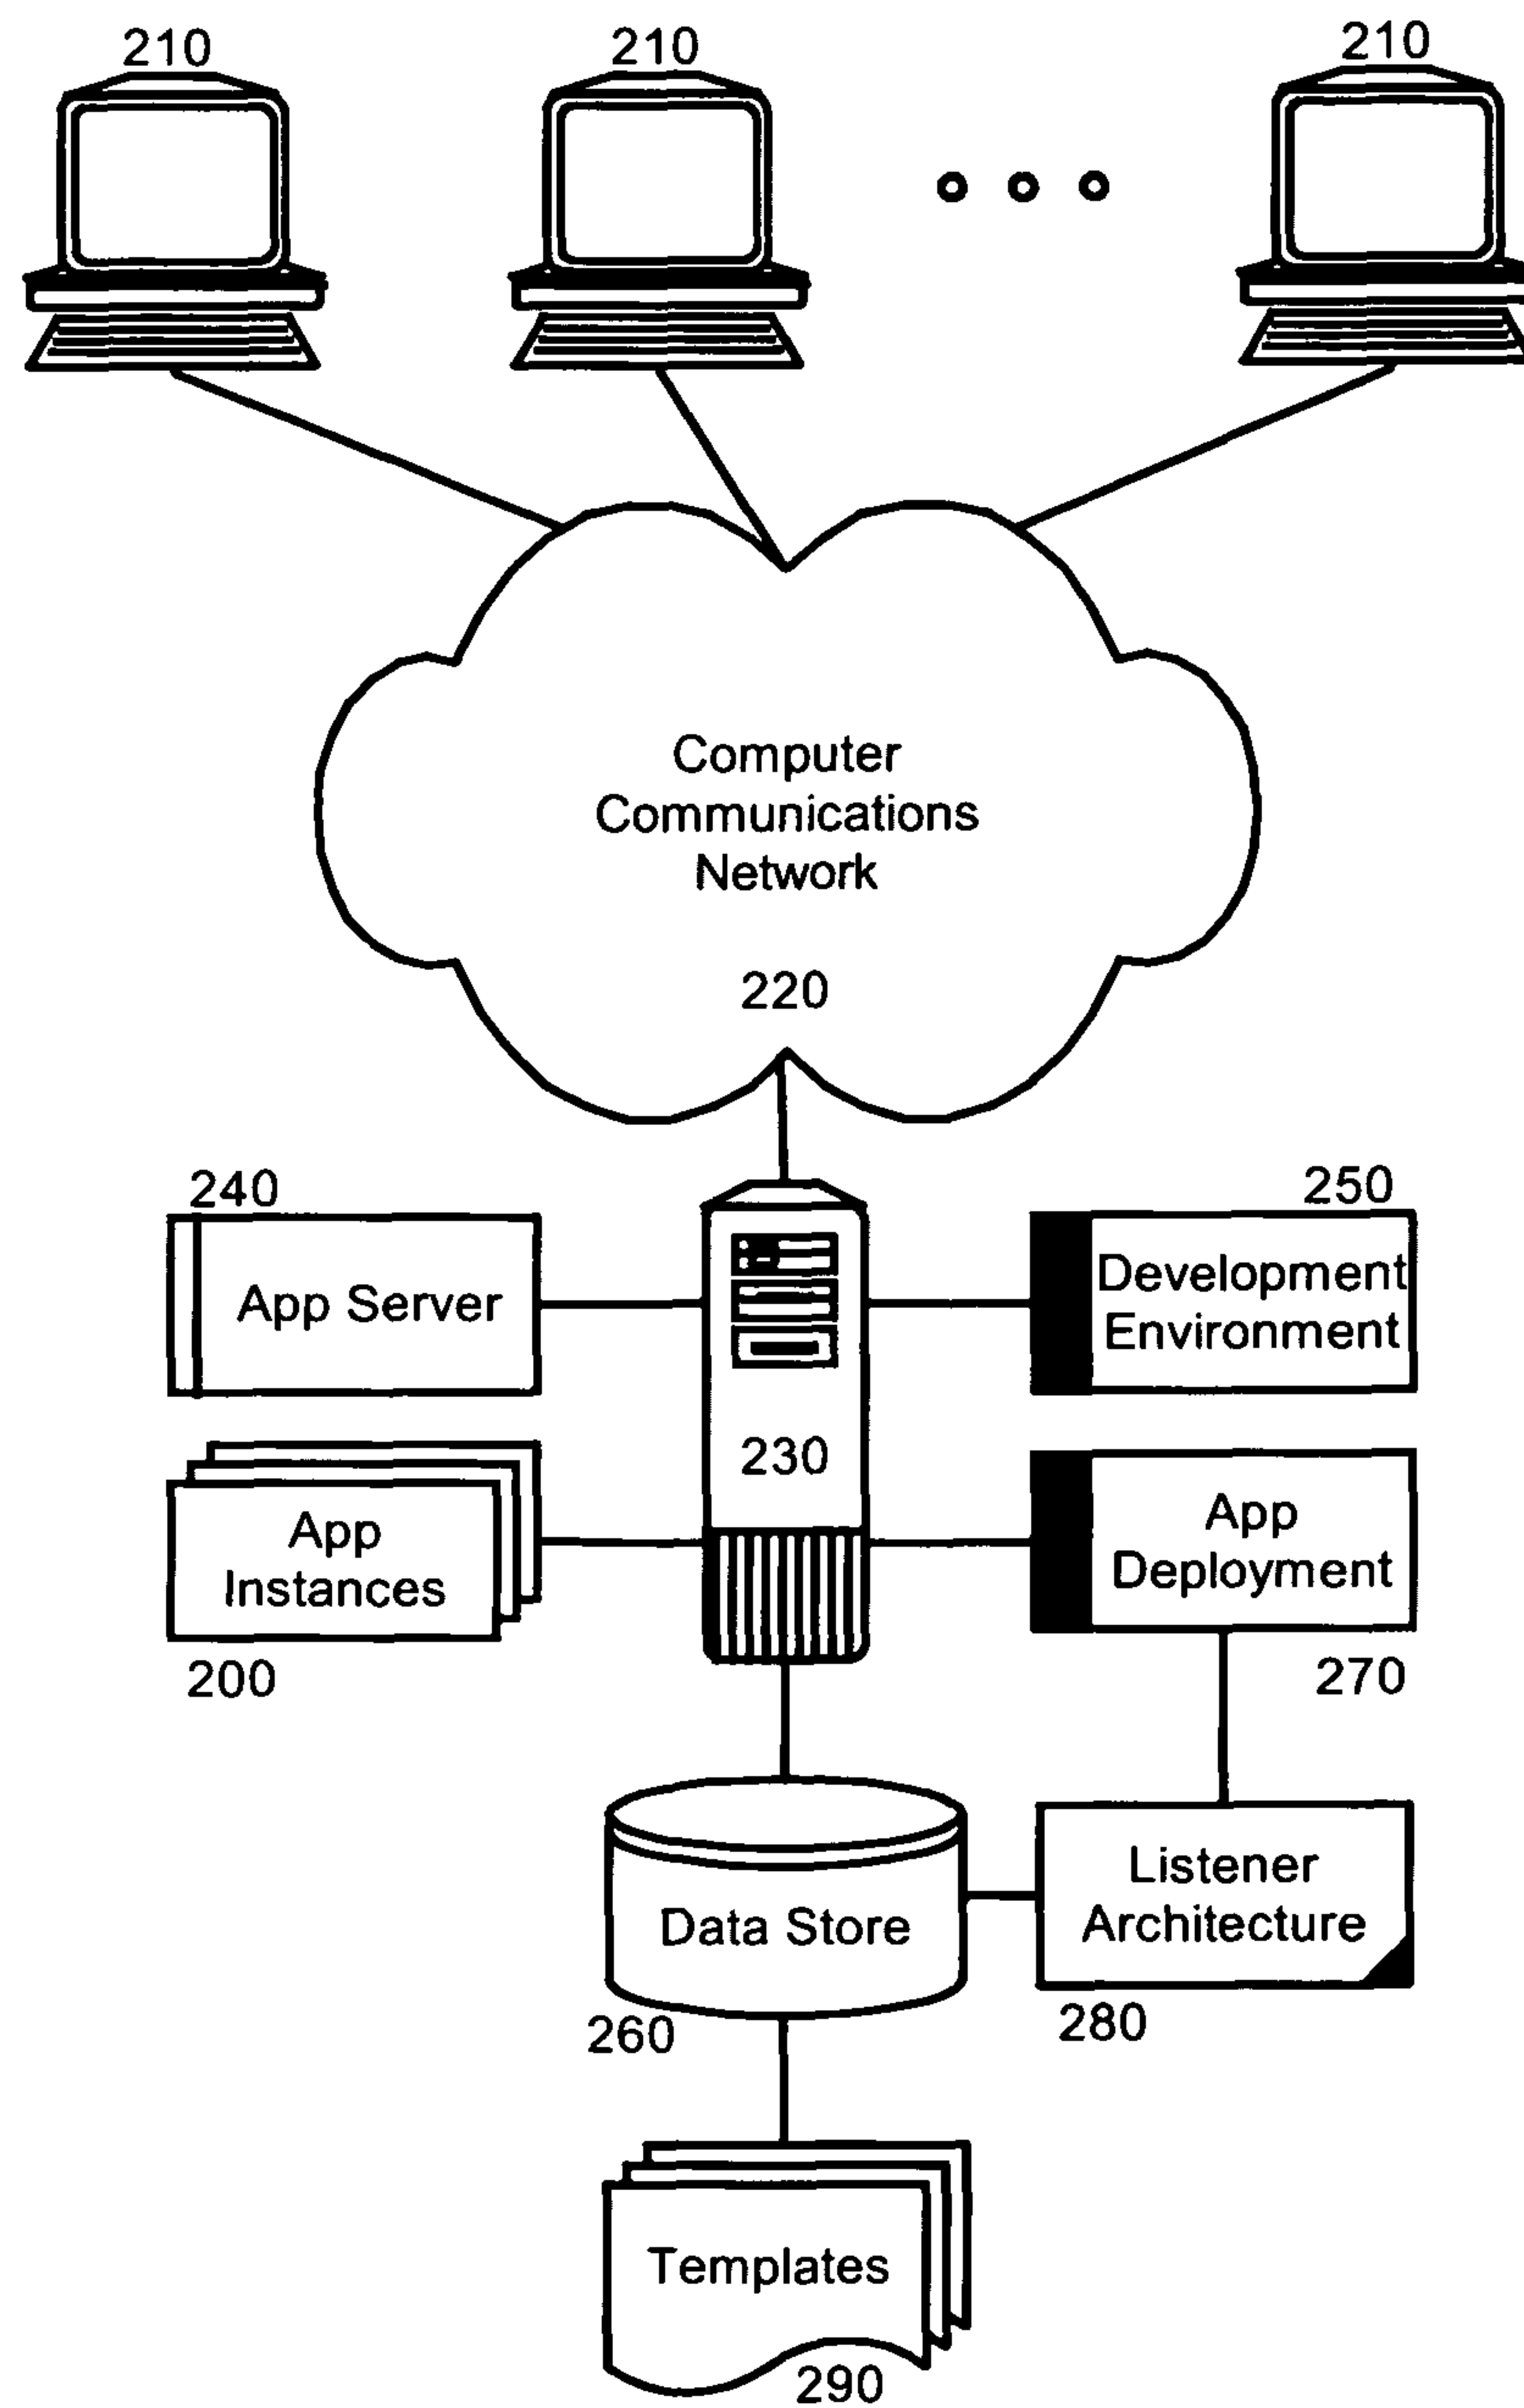 210
210
210
Computer
Communications
Network
220
240
250
App Server
Development
Environment
230
App
Instances
App
Deployment
200
270
Data Store
Listener
Architecture
260
280
Templates
290